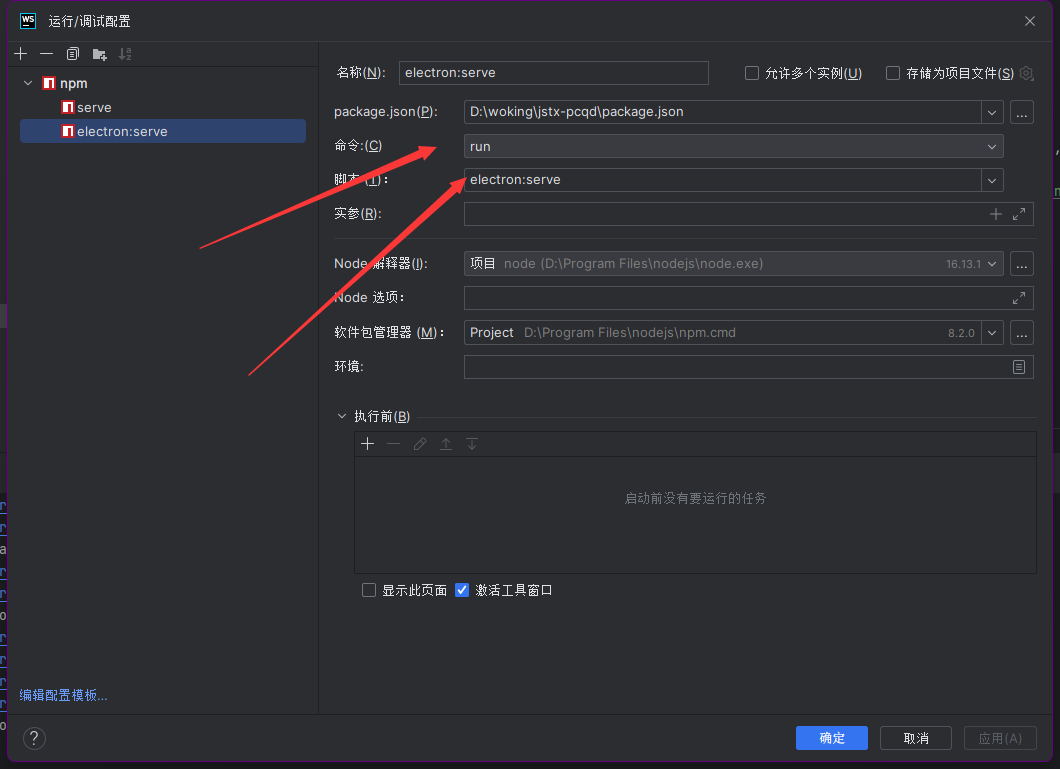 WS 运行/调试配置
npm
serve
electron:serve
编辑配置模板...
名称(N):
electron:serve
允许多个实例(U)
存储为项目文件(S)
package.json(P):
D:\woking\jstx-pcqd\package.json
...
命令:(C)
run
脚本 (T)：
electron:serve
实参(R):
Node 解释器(I):
项目 node (D:\Program Files\nodejs\node.exe)
16.13.1
...
Node 选项：
软件包管理器 (M)：
Project D:\Program Files\nodejs\npm.cmd
8.2.0
...
环境:
执行前(B)
启动前没有要运行的任务
显示此页面
激活工具窗口
?
确定
取消
应用(A)